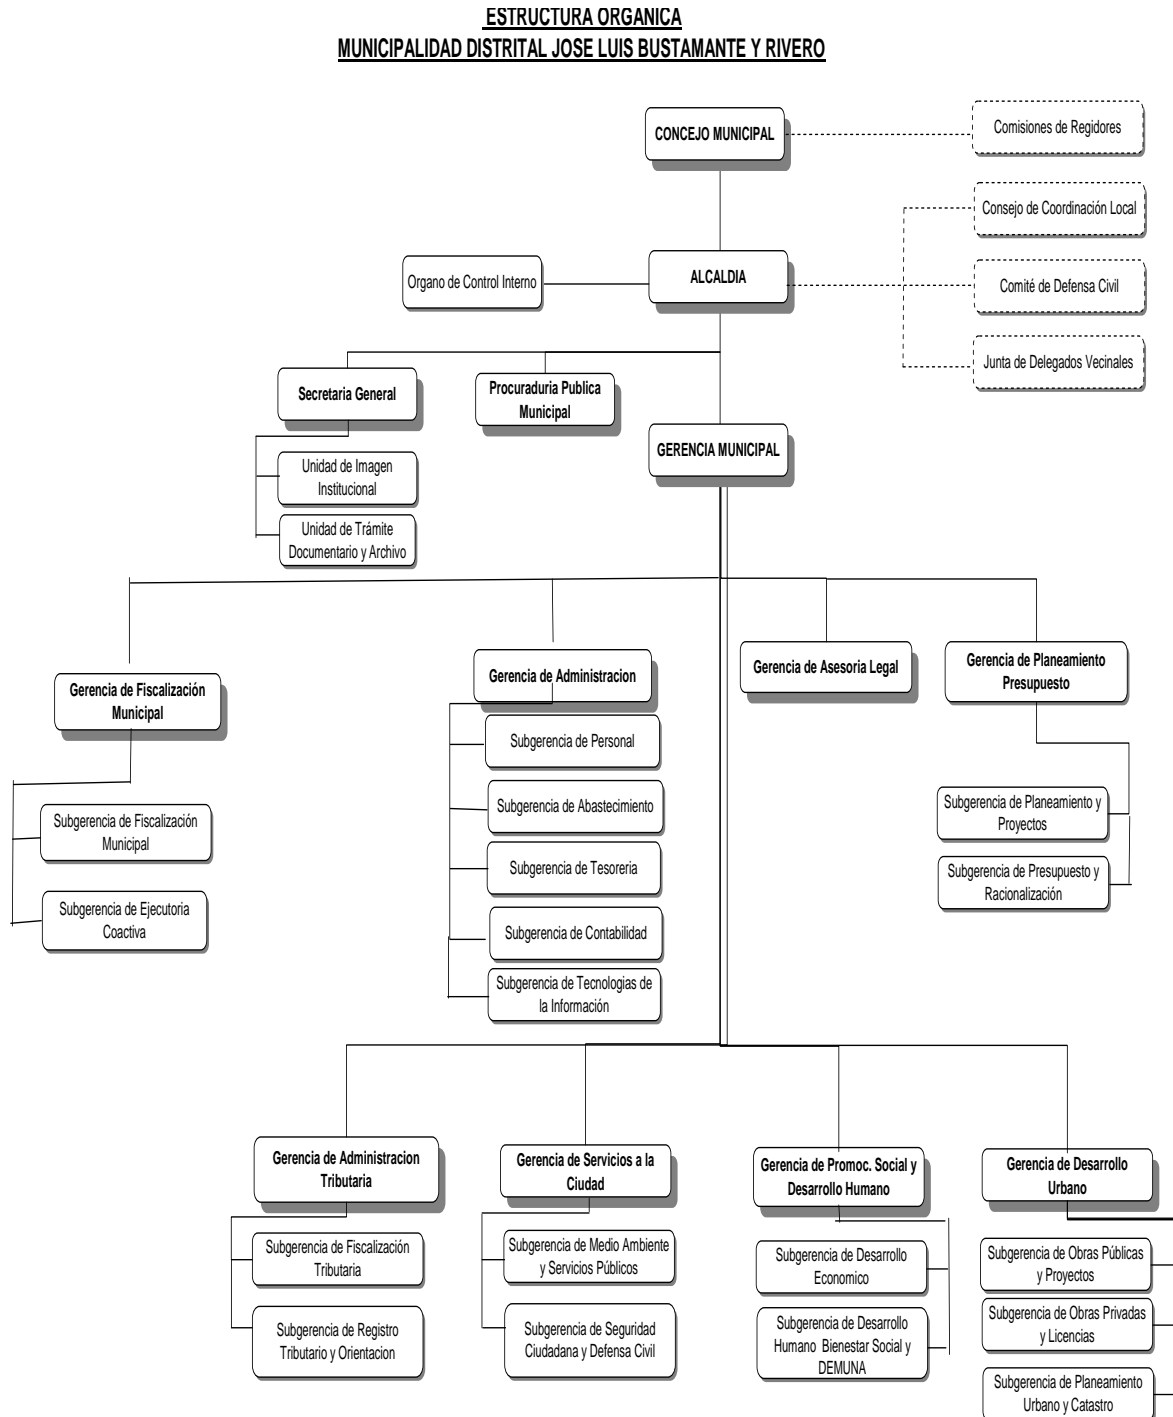 ESTRUCTURA ORGANICA
MUNICIPALIDAD DISTRITAL JOSE LUIS BUSTAMANTE Y RIVERO
CONCEJO MUNICIPAL
Comisiones de Regidores
Consejo de Coordinación Local
Organo de Control Interno
ALCALDIA
Comité de Defensa Civil
Junta de Delegados Vecinales
Secretaria General
Procuraduria Publica
Municipal
GERENCIA MUNICIPAL
Unidad de Imagen
Institucional
Unidad de Trámite
Documentario y Archivo
Gerencia de Fiscalización
Municipal
Subgerencia de Fiscalización
Municipal
Subgerencia de Ejecutoria
Coactiva
Gerencia de Administracion
Subgerencia de Personal
Subgerencia de Abastecimiento
Subgerencia de Tesoreria
Subgerencia de Contabilidad
Subgerencia de Tecnologias de
la Información
Gerencia de Asesoria Legal
Gerencia de Planeamiento
Presupuesto
Subgerencia de Planeamiento y
Proyectos
Subgerencia de Presupuesto y
Racionalización
Gerencia de Administracion
Tributaria
Subgerencia de Fiscalización
Tributaria
Subgerencia de Registro
Tributario y Orientacion
Gerencia de Servicios a la
Ciudad
Subgerencia de Medio Ambiente
y Servicios Públicos
Subgerencia de Seguridad
Ciudadana y Defensa Civil
Gerencia de Promoc. Social y
Desarrollo Humano
Subgerencia de Desarrollo
Economico
Subgerencia de Desarrollo
Humano Bienestar Social y
DEMUNA
Gerencia de Desarrollo
Urbano
Subgerencia de Obras Públicas
y Proyectos
Subgerencia de Obras Privadas
y Licencias
Subgerencia de Planeamiento
Urbano y Catastro